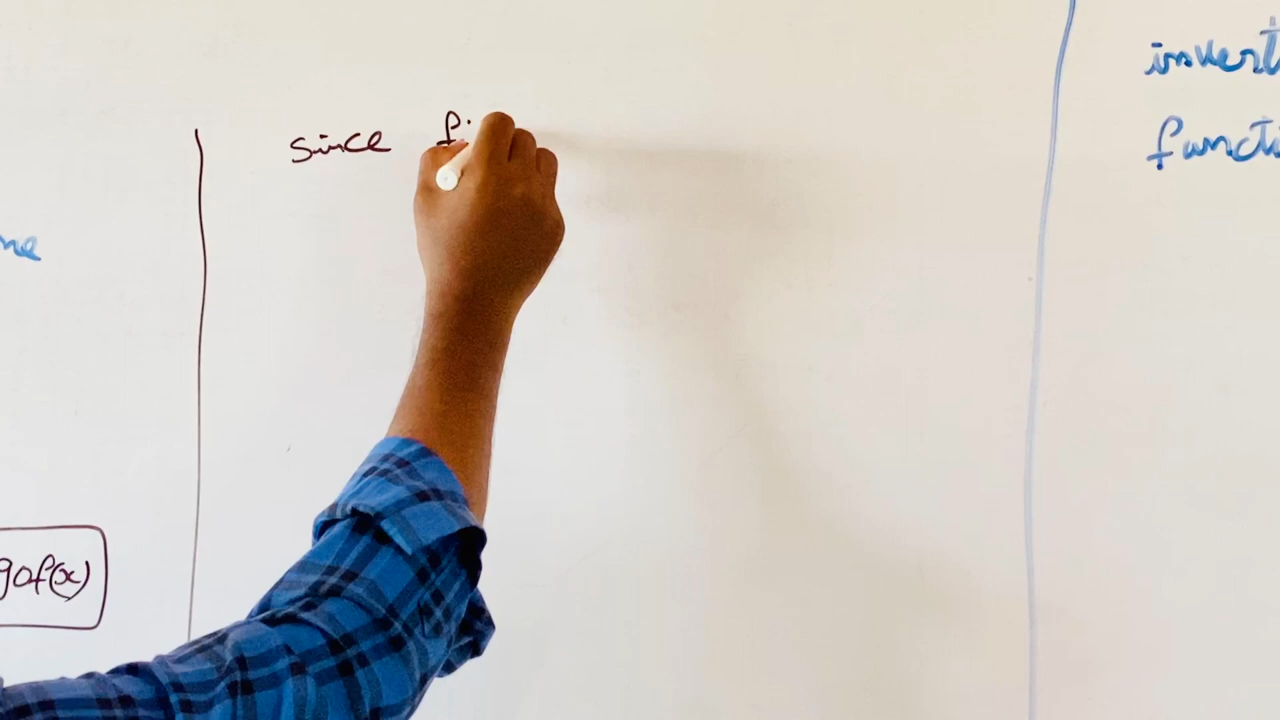 since f.
ne
gof(x)
invert
functi